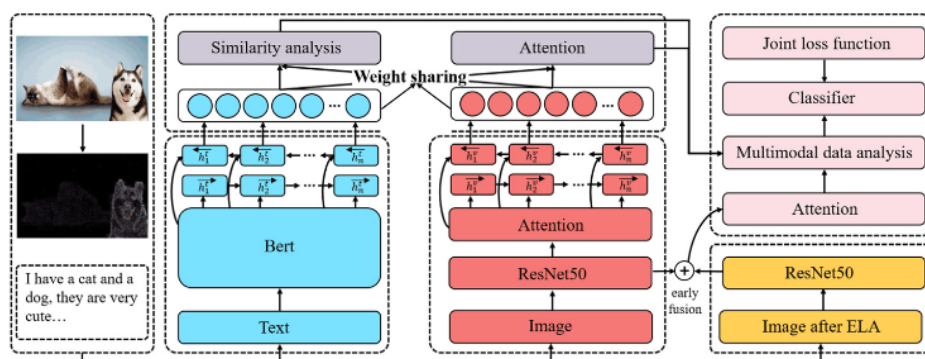 Similarity analysis
Attention
Weight sharing
...
...
Joint loss function
Classifier
Multimodal data analysis
Attention
Bert
Text
Attention
ResNet50
Image
early
fusion
ResNet50
Image after ELA
I have a cat and a
dog, they are very
cute…